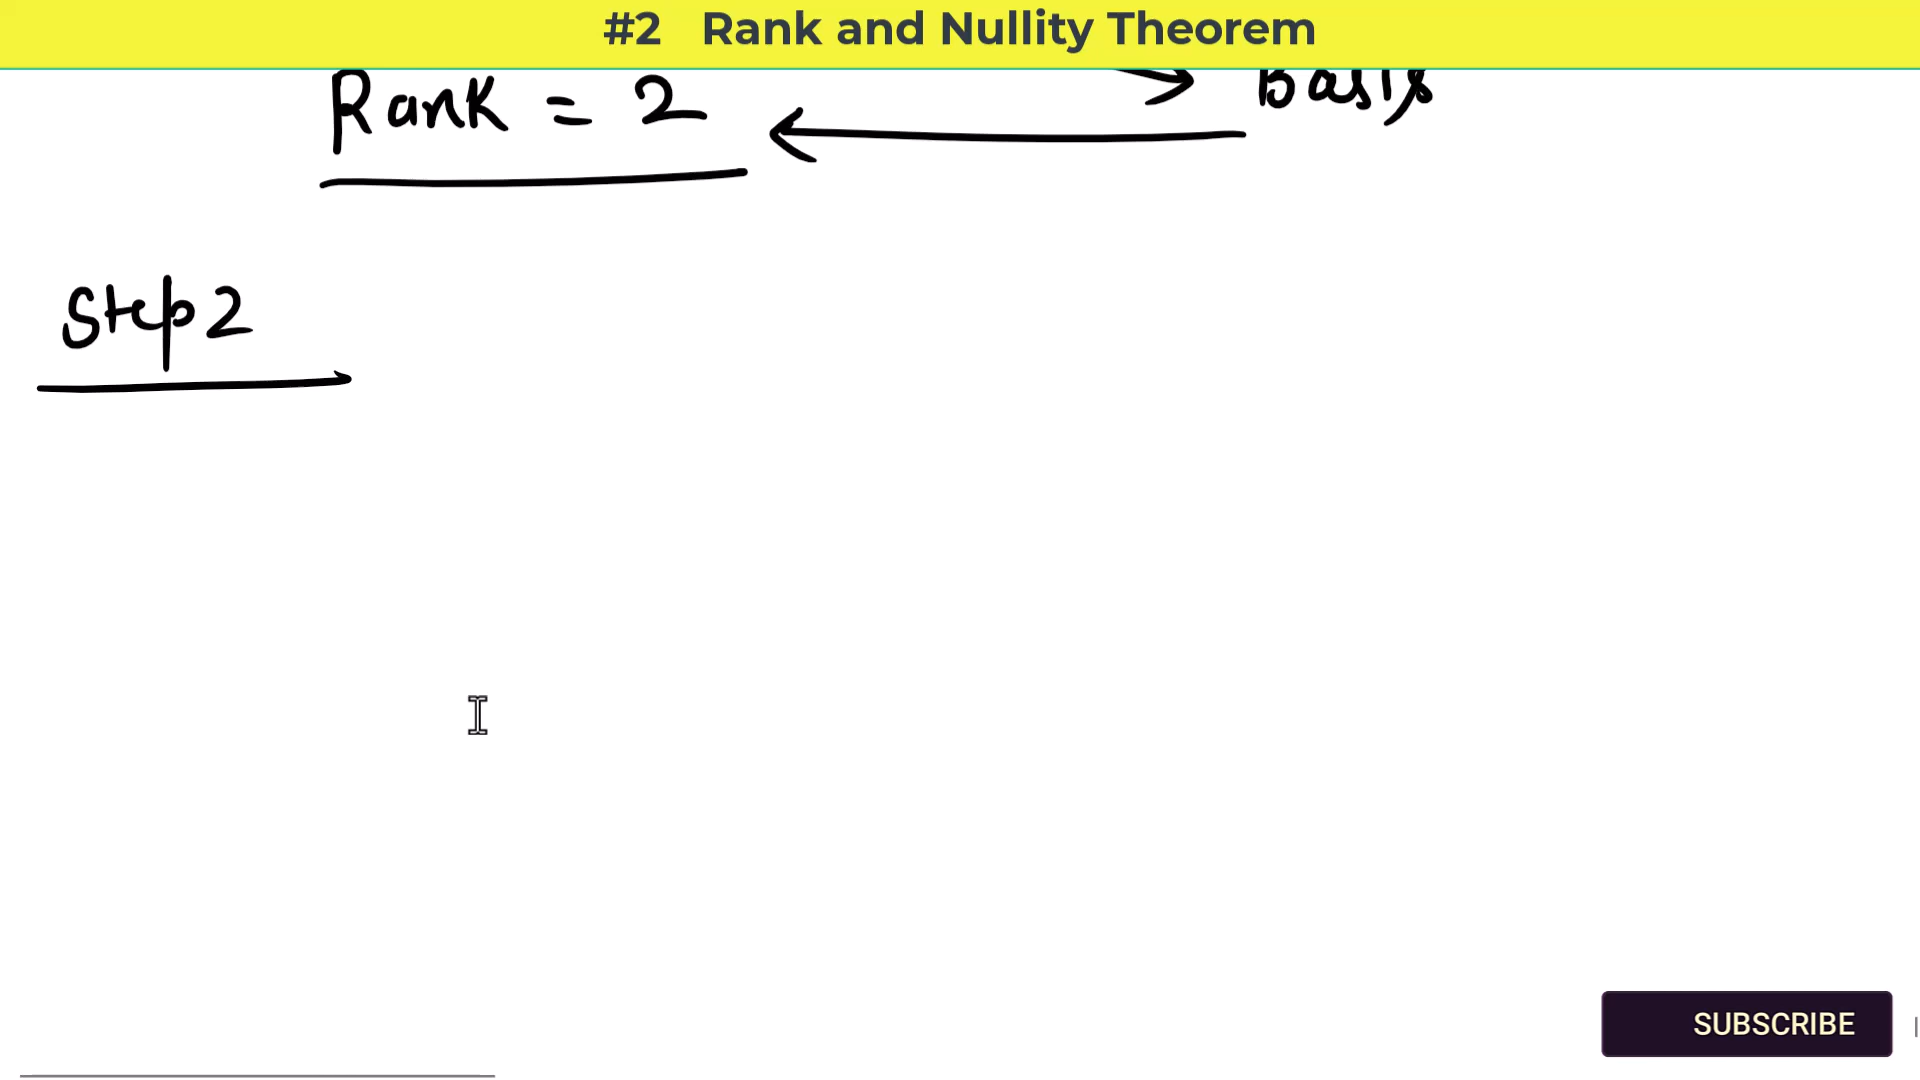 #2 Rank and Nullity Theorem
Basis
Rank = 2
Step 2
SUBSCRIBE